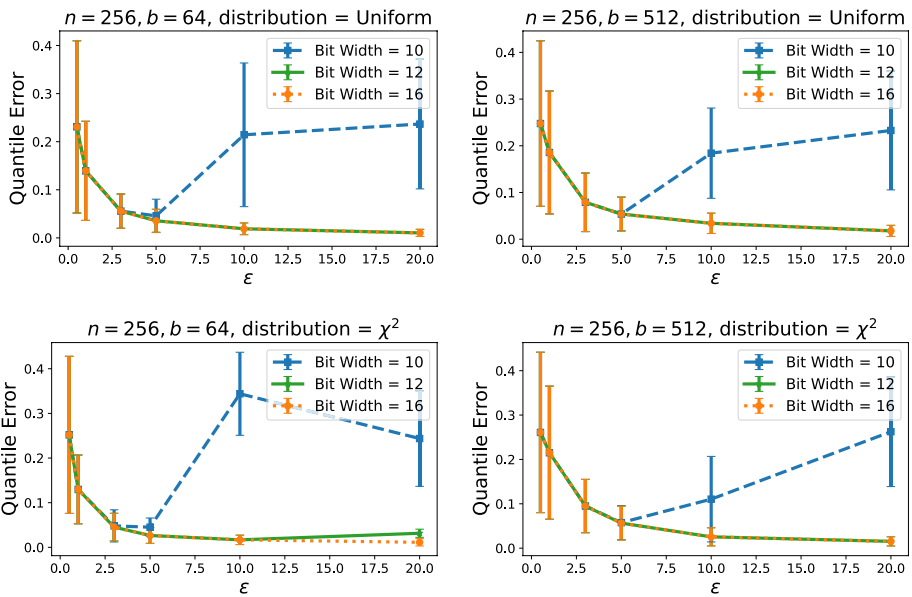 n = 256, b = 64, distribution = Uniform
Quantile Error
0.4
0.3
0.2
0.1
0.0
Bit Width = 10
Bit Width = 12
Bit Width = 16
0.0 2.5 5.0 7.5 10.0 12.5 15.0 17.5 20.0
ε
n = 256, b = 512, distribution = Uniform
Quantile Error
0.4
0.3
0.2
0.1
0.0
Bit Width = 10
Bit Width = 12
Bit Width = 16
0.0 2.5 5.0 7.5 10.0 12.5 15.0 17.5 20.0
ε
n = 256, b = 64, distribution = χ²
Quantile Error
0.4
0.3
0.2
0.1
0.0
Bit Width = 10
Bit Width = 12
Bit Width = 16
0.0 2.5 5.0 7.5 10.0 12.5 15.0 17.5 20.0
ε
n = 256, b = 512, distribution = χ²
Quantile Error
0.4
0.3
0.2
0.1
0.0
Bit Width = 10
Bit Width = 12
Bit Width = 16
0.0 2.5 5.0 7.5 10.0 12.5 15.0 17.5 20.0
ε